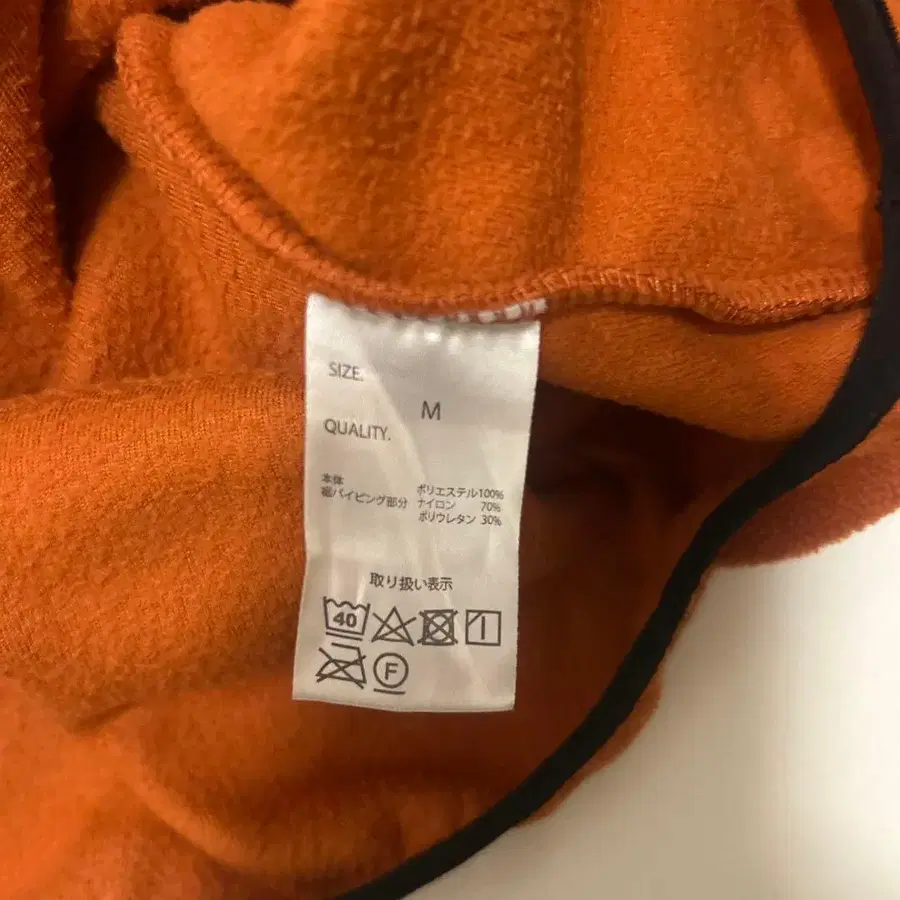 SIZE.
M
QUALITY.
本体 ポリエステル100%
裾パイピング部分 ナイロン 70%
ポリウレタン 30%
取り扱い表示
40
F